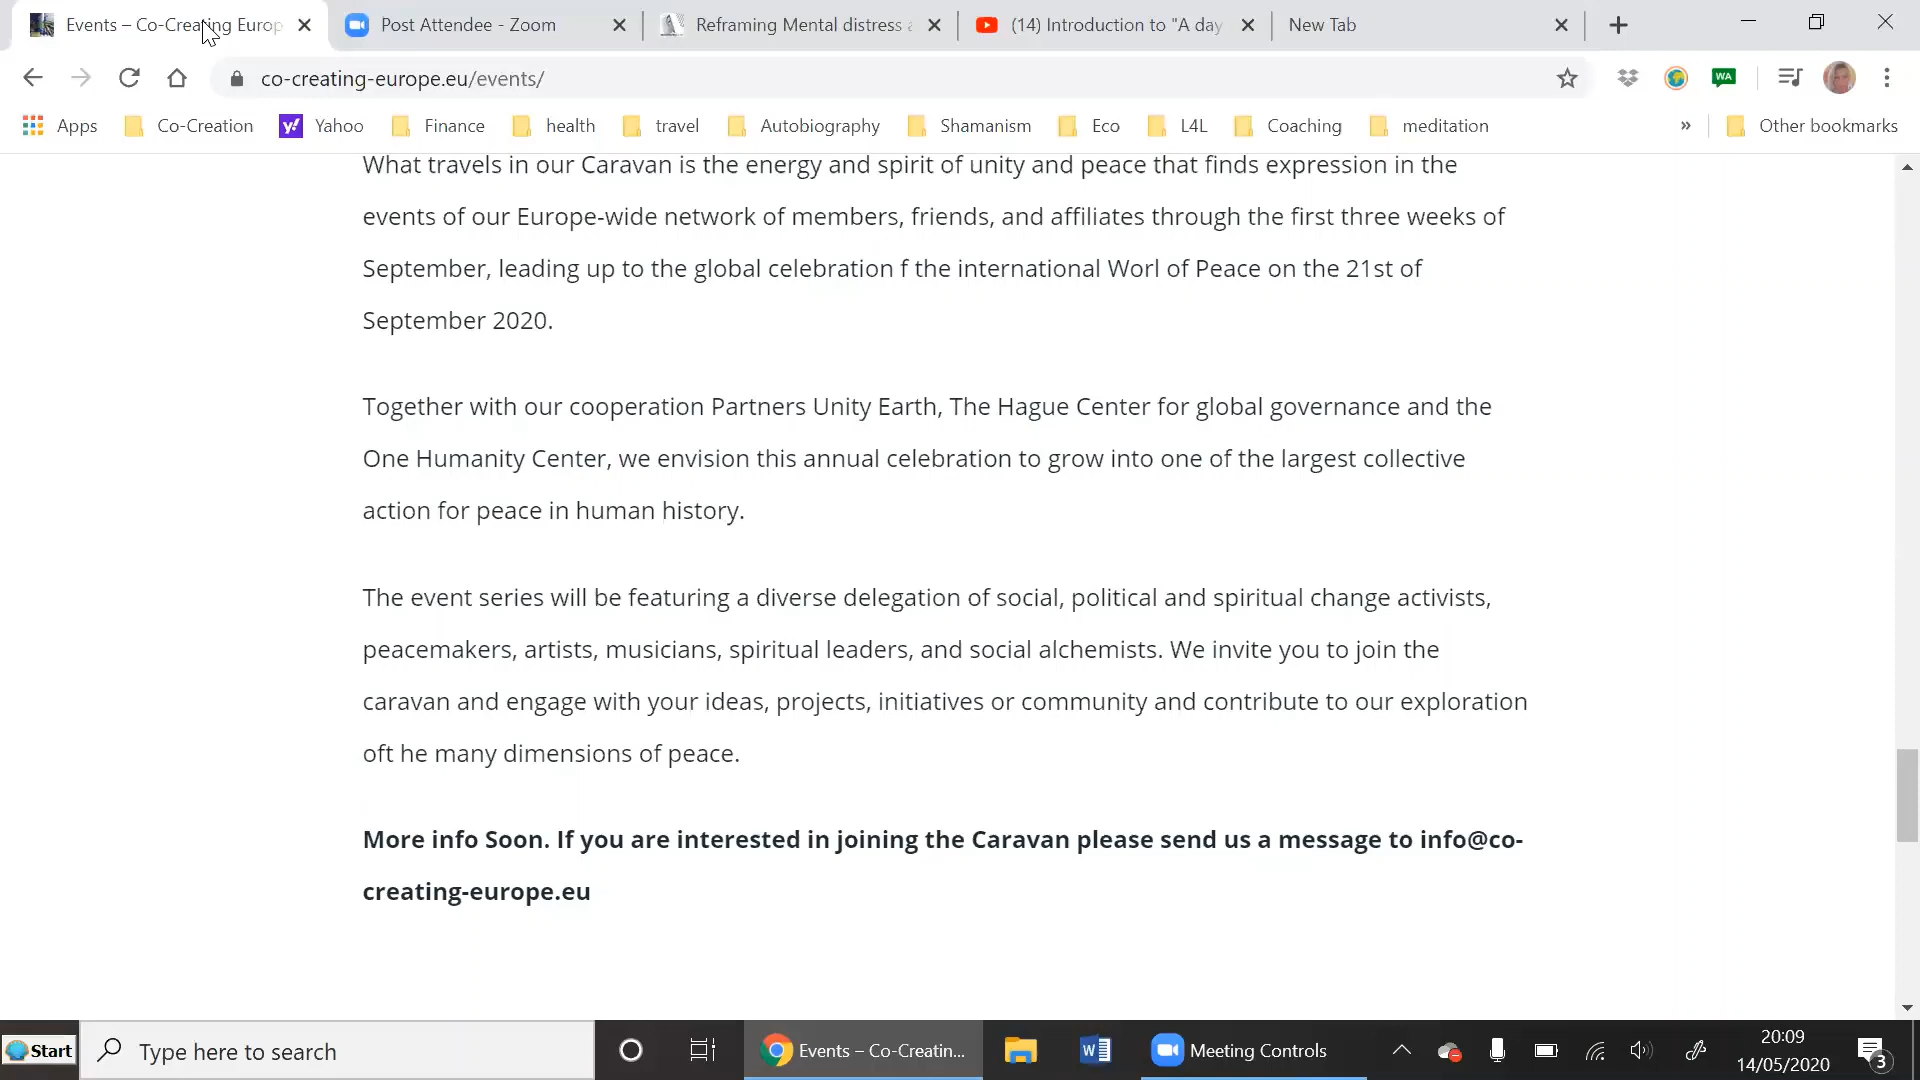 Events – Co-Creating Europ
Post Attendee - Zoom
Reframing Mental distress a
(14) Introduction to "A day
New Tab
co-creating-europe.eu/events/
WA
Apps
Co-Creation
Yahoo
Finance
health
travel
Autobiography
Shamanism
Eco
L4L
Coaching
meditation
»
Other bookmarks
What travels in our Caravan is the energy and spirit of unity and peace that finds expression in the
events of our Europe-wide network of members, friends, and affiliates through the first three weeks of
September, leading up to the global celebration f the international Worl of Peace on the 21st of
September 2020.
Together with our cooperation Partners Unity Earth, The Hague Center for global governance and the
One Humanity Center, we envision this annual celebration to grow into one of the largest collective
action for peace in human history.
The event series will be featuring a diverse delegation of social, political and spiritual change activists,
peacemakers, artists, musicians, spiritual leaders, and social alchemists. We invite you to join the
caravan and engage with your ideas, projects, initiatives or community and contribute to our exploration
oft he many dimensions of peace.
More info Soon. If you are interested in joining the Caravan please send us a message to info@co-
creating-europe.eu
Start
Type here to search
Events – Co-Creatin...
Meeting Controls
20:09
14/05/2020
3